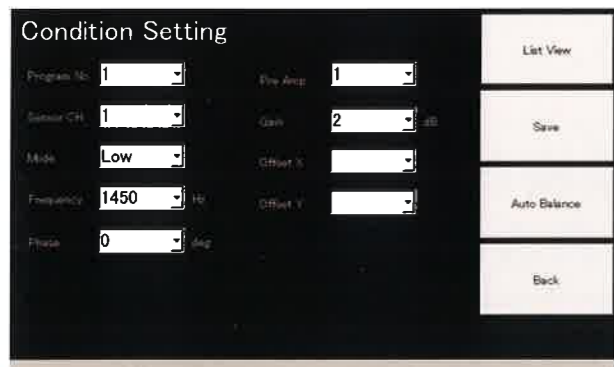 Condition Setting
Program No. 1
Pre Amp 1
Sensor CH 1
Gain 2 dB
Mode Low
Offset X
Frequency 1450 Hz
Offset Y
Phase 0 deg
List View
Save
Auto Balance
Back